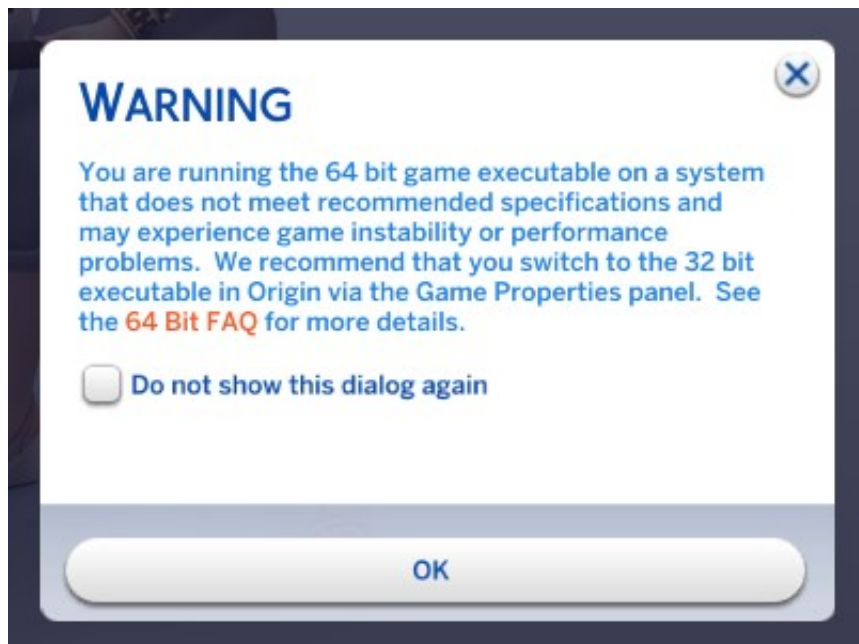 WARNING
You are running the 64 bit game executable on a system
that does not meet recommended specifications and
may experience game instability or performance
problems.  We recommend that you switch to the 32 bit
executable in Origin via the Game Properties panel.  See
the 64 Bit FAQ for more details.
Do not show this dialog again
OK